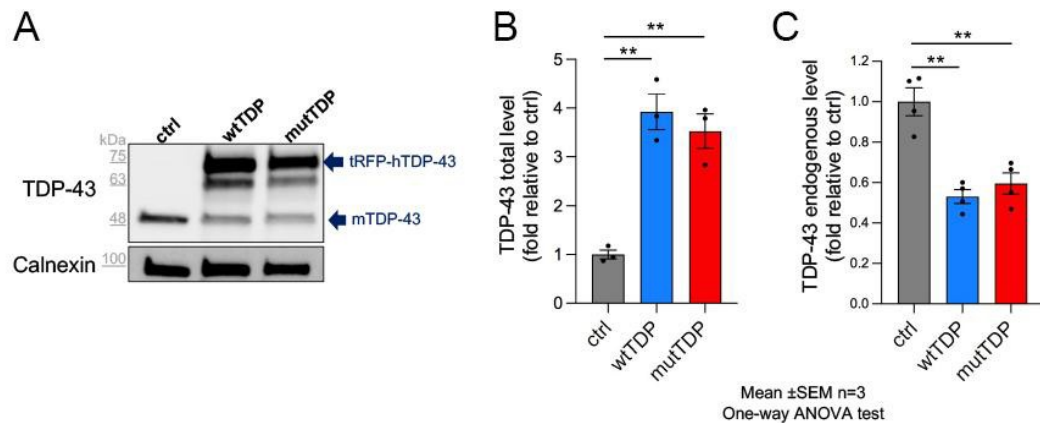 A
ctrl
wtTDP
mutTDP
kDa
75
63
48
TDP-43
tRFP-hTDP-43
mTDP-43
Calnexin
100
B
**
**
TDP-43 total level
(fold relative to ctrl)
5
4
3
2
1
0
ctrl
wtTDP
mutTDP
C
**
**
TDP-43 endogenous level
(fold relative to ctrl)
1.2
1.0
0.8
0.6
0.4
0.2
0.0
ctrl
wtTDP
mutTDP
Mean ±SEM n=3
One-way ANOVA test